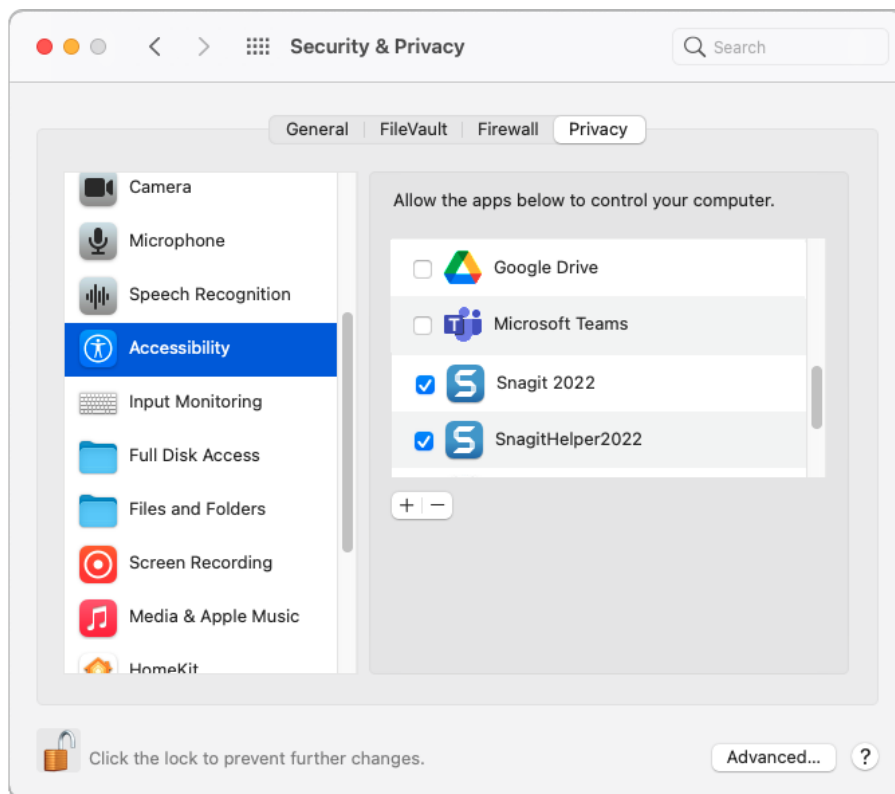 Security & Privacy
Search
General
FileVault
Firewall
Privacy
Camera
Microphone
Speech Recognition
Accessibility
Input Monitoring
Full Disk Access
Files and Folders
Screen Recording
Media & Apple Music
HomeKit
Allow the apps below to control your computer.
Google Drive
Microsoft Teams
Snagit 2022
SnagitHelper2022
+ −
Click the lock to prevent further changes.
Advanced...
?